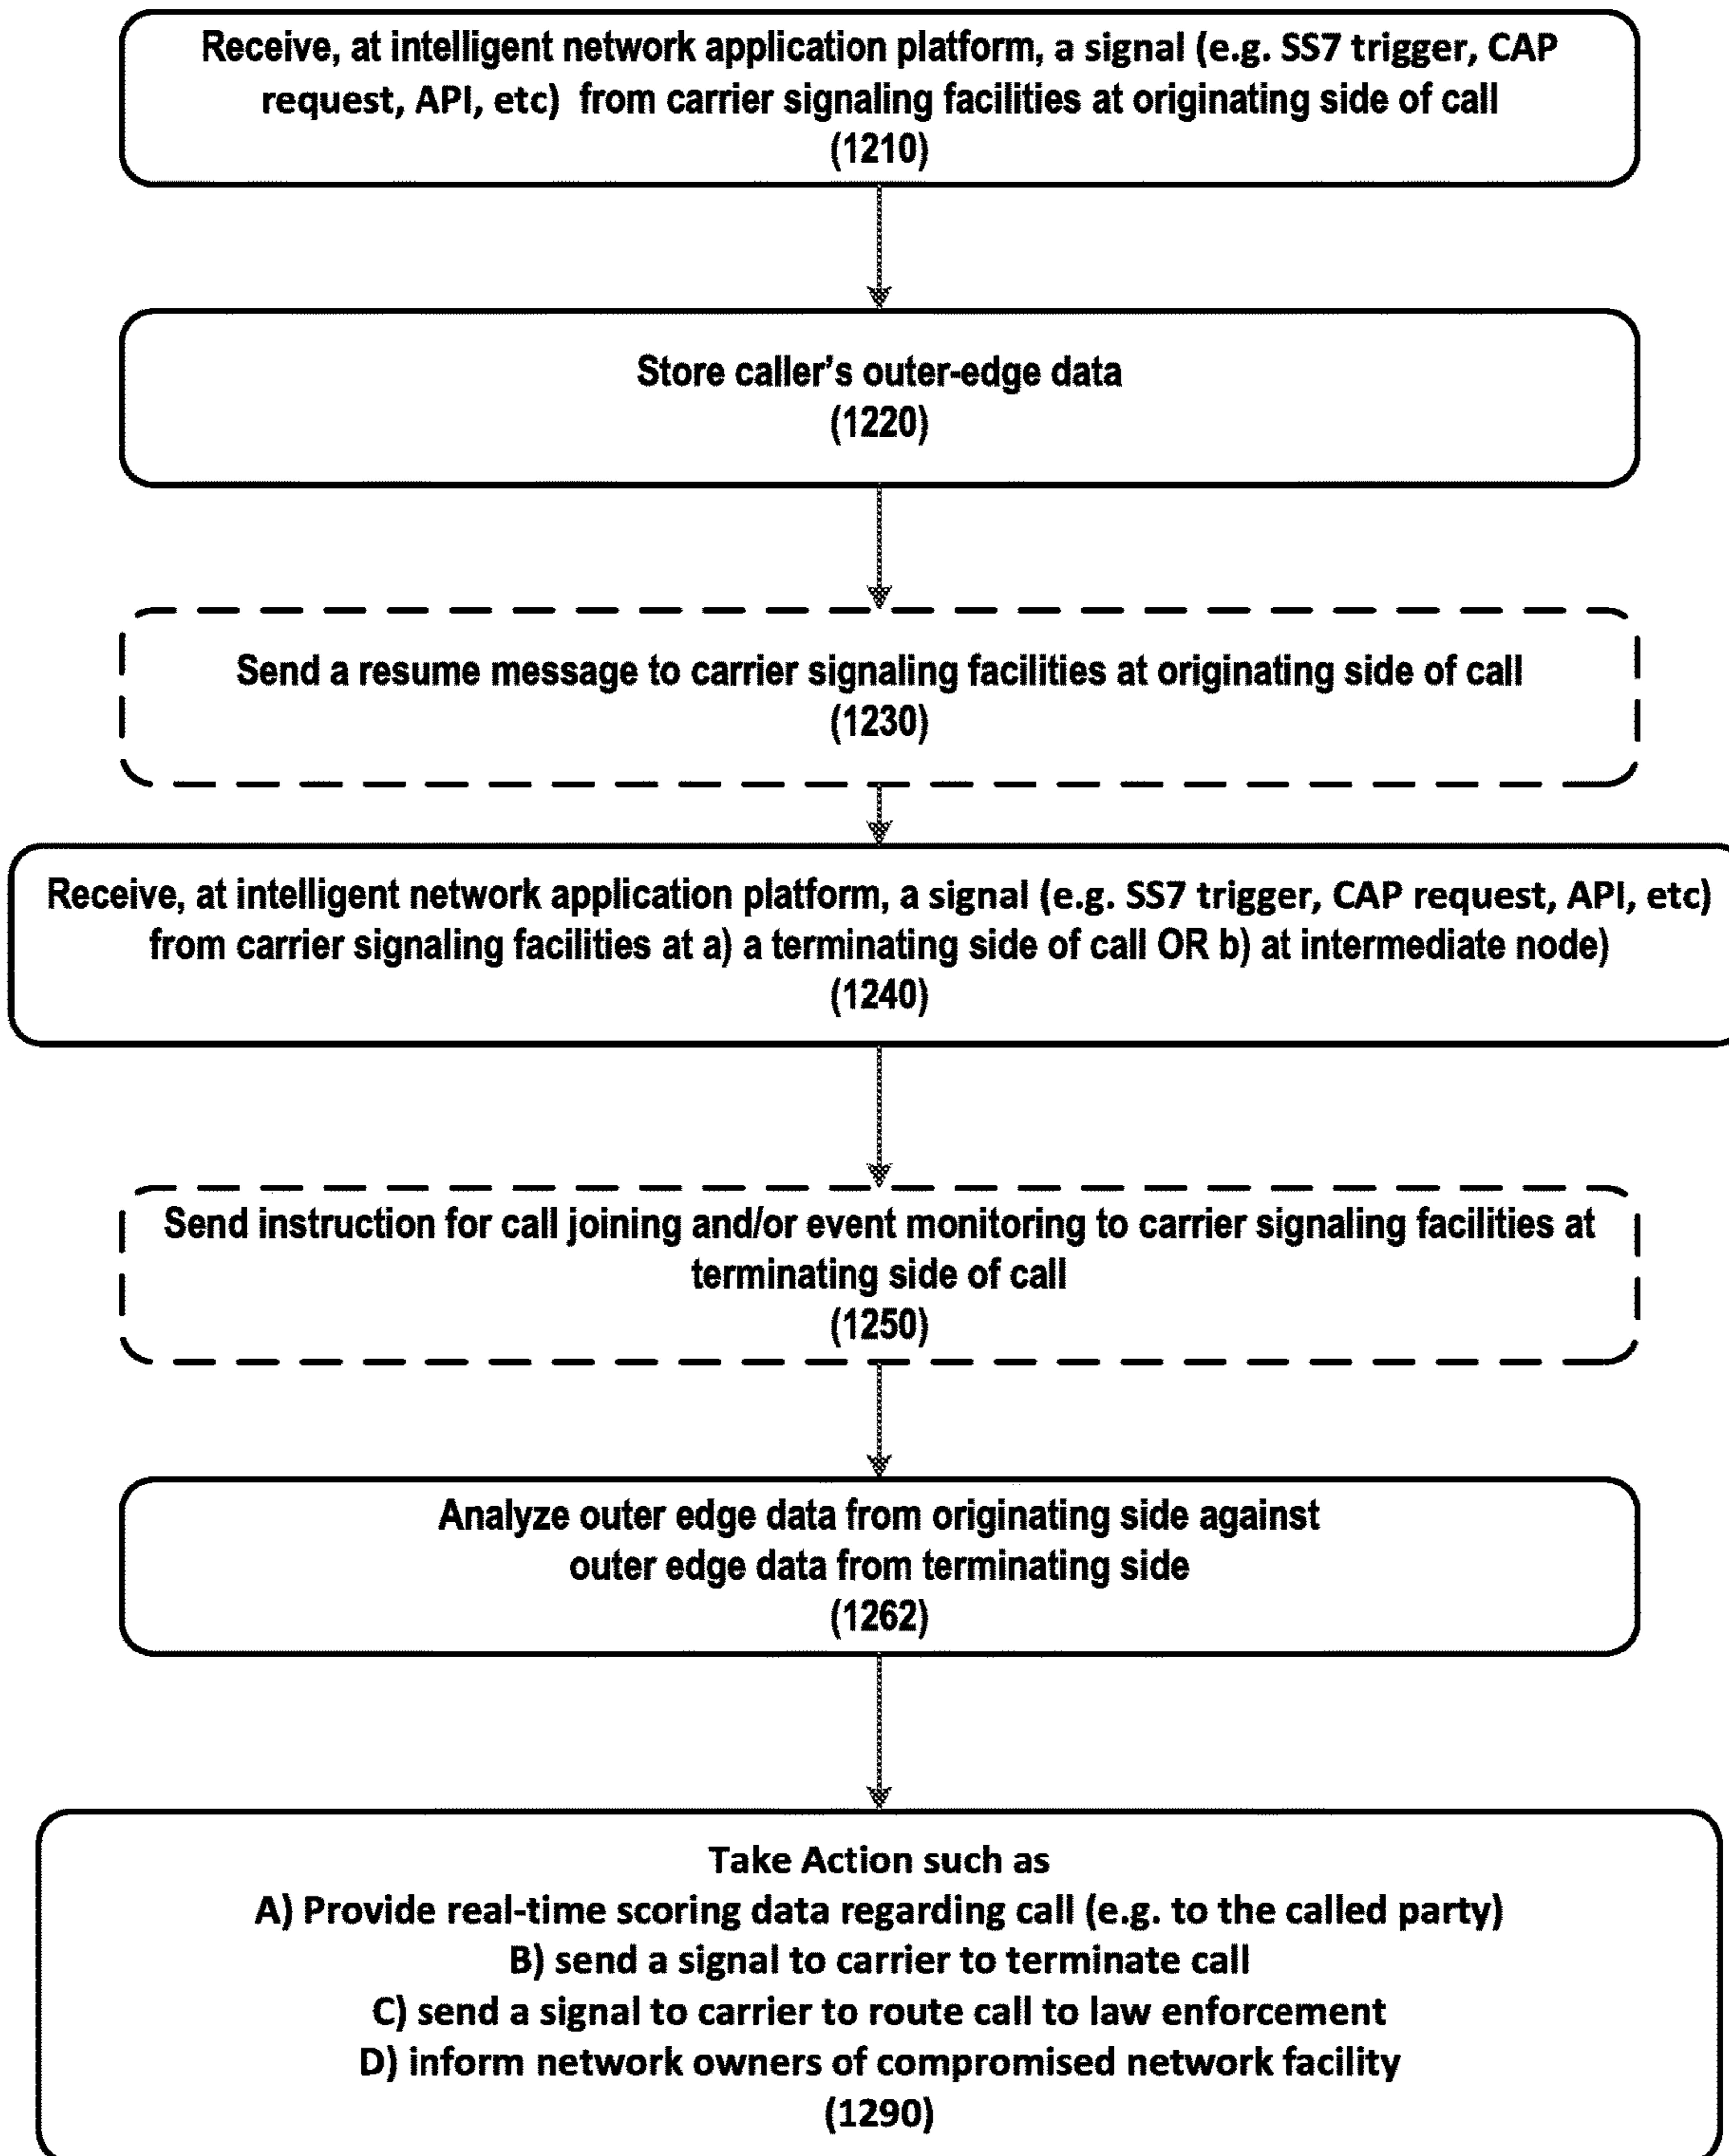 Receive, at intelligent network application platform, a signal (e.g. SS7 trigger, CAP
request, API, etc) from carrier signaling facilities at originating side of call
(1210)
Store caller's outer-edge data
(1220)
Send a resume message to carrier signaling facilities at originating side of call
(1230)
Receive, at intelligent network application platform, a signal (e.g. SS7 trigger, CAP request, API, etc)
from carrier signaling facilities at a) a terminating side of call OR b) at intermediate node)
(1240)
Send instruction for call joining and/or event monitoring to carrier signaling facilities at
terminating side of call
(1250)
Analyze outer edge data from originating side against
outer edge data from terminating side
(1262)
Take Action such as
A) Provide real-time scoring data regarding call (e.g. to the called party)
B) send a signal to carrier to terminate call
C) send a signal to carrier to route call to law enforcement
D) inform network owners of compromised network facility
(1290)